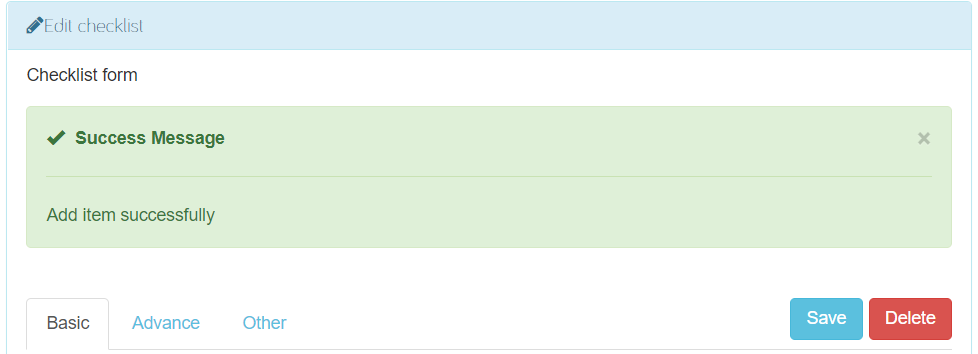 Edit checklist
Checklist form
Success Message ×
Add item successfully
Basic Advance Other Save Delete